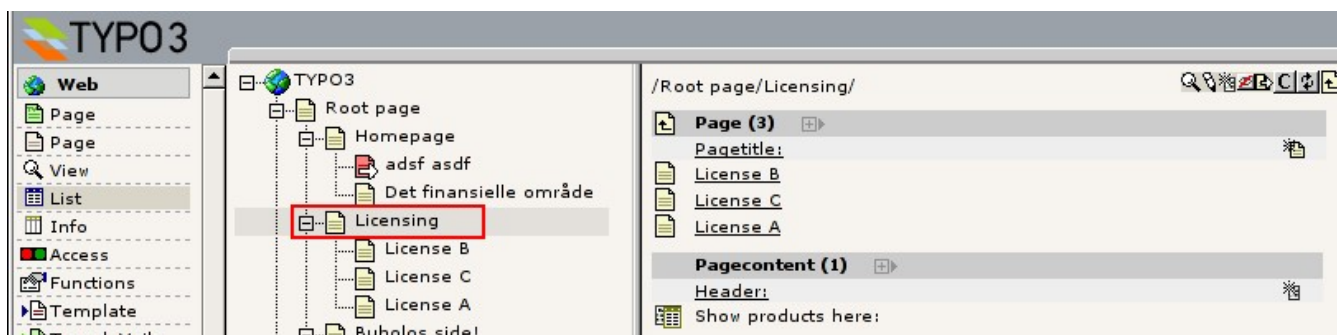 TYPO3
Web
Page
Page
View
List
Info
Access
Functions
Template
TYPO3
Root page
Homepage
adsf asdf
Det finansielle område
Licensing
License B
License C
License A
Buholos side!
/Root page/Licensing/
C
Page (3)
Pagetitle:
License B
License C
License A
Pagecontent (1)
Header:
Show products here: